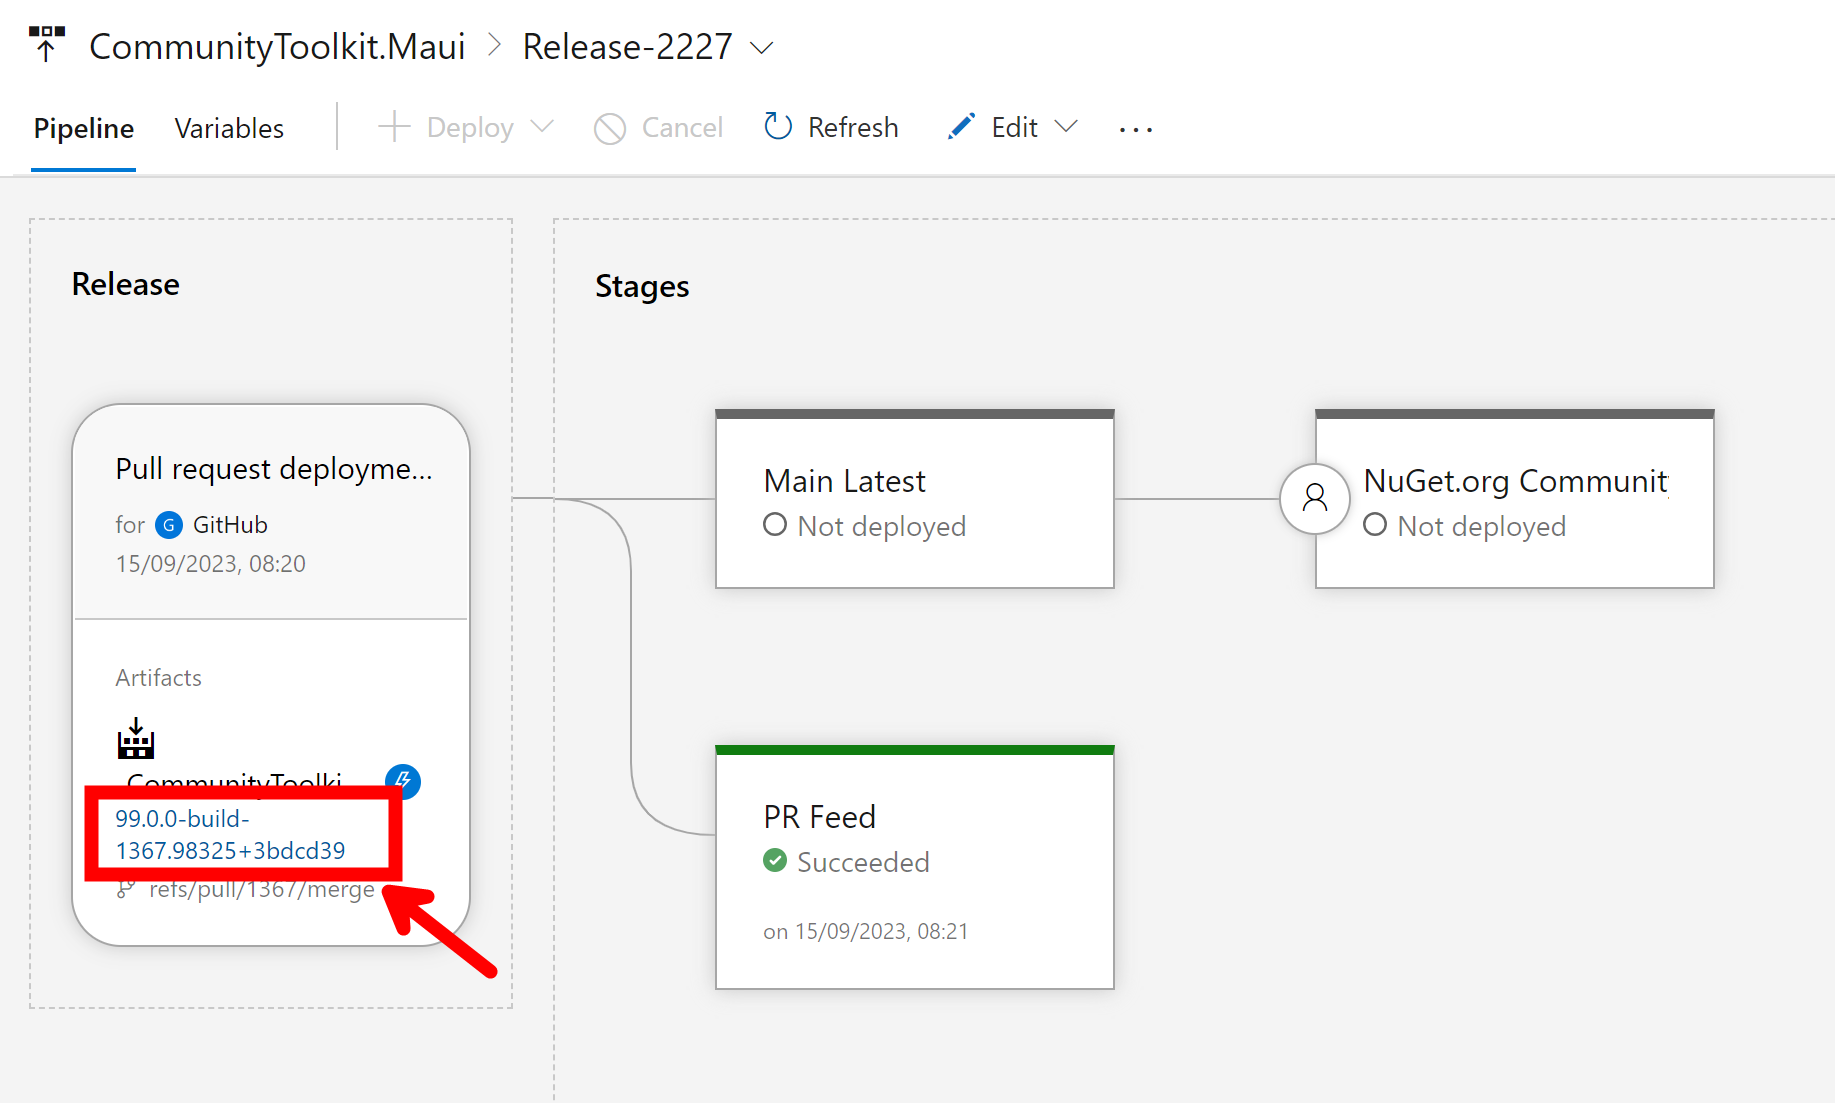 CommunityToolkit.Maui > Release-2227
Pipeline Variables Deploy Cancel Refresh Edit ...
Release
Pull request deployme...
for G GitHub
15/09/2023, 08:20
Artifacts
_CommunityToolki
99.0.0-build-
1367.98325+3bdcd39
refs/pull/1367/merge
Stages
Main Latest
Not deployed
NuGet.org Community
Not deployed
PR Feed
Succeeded
on 15/09/2023, 08:21